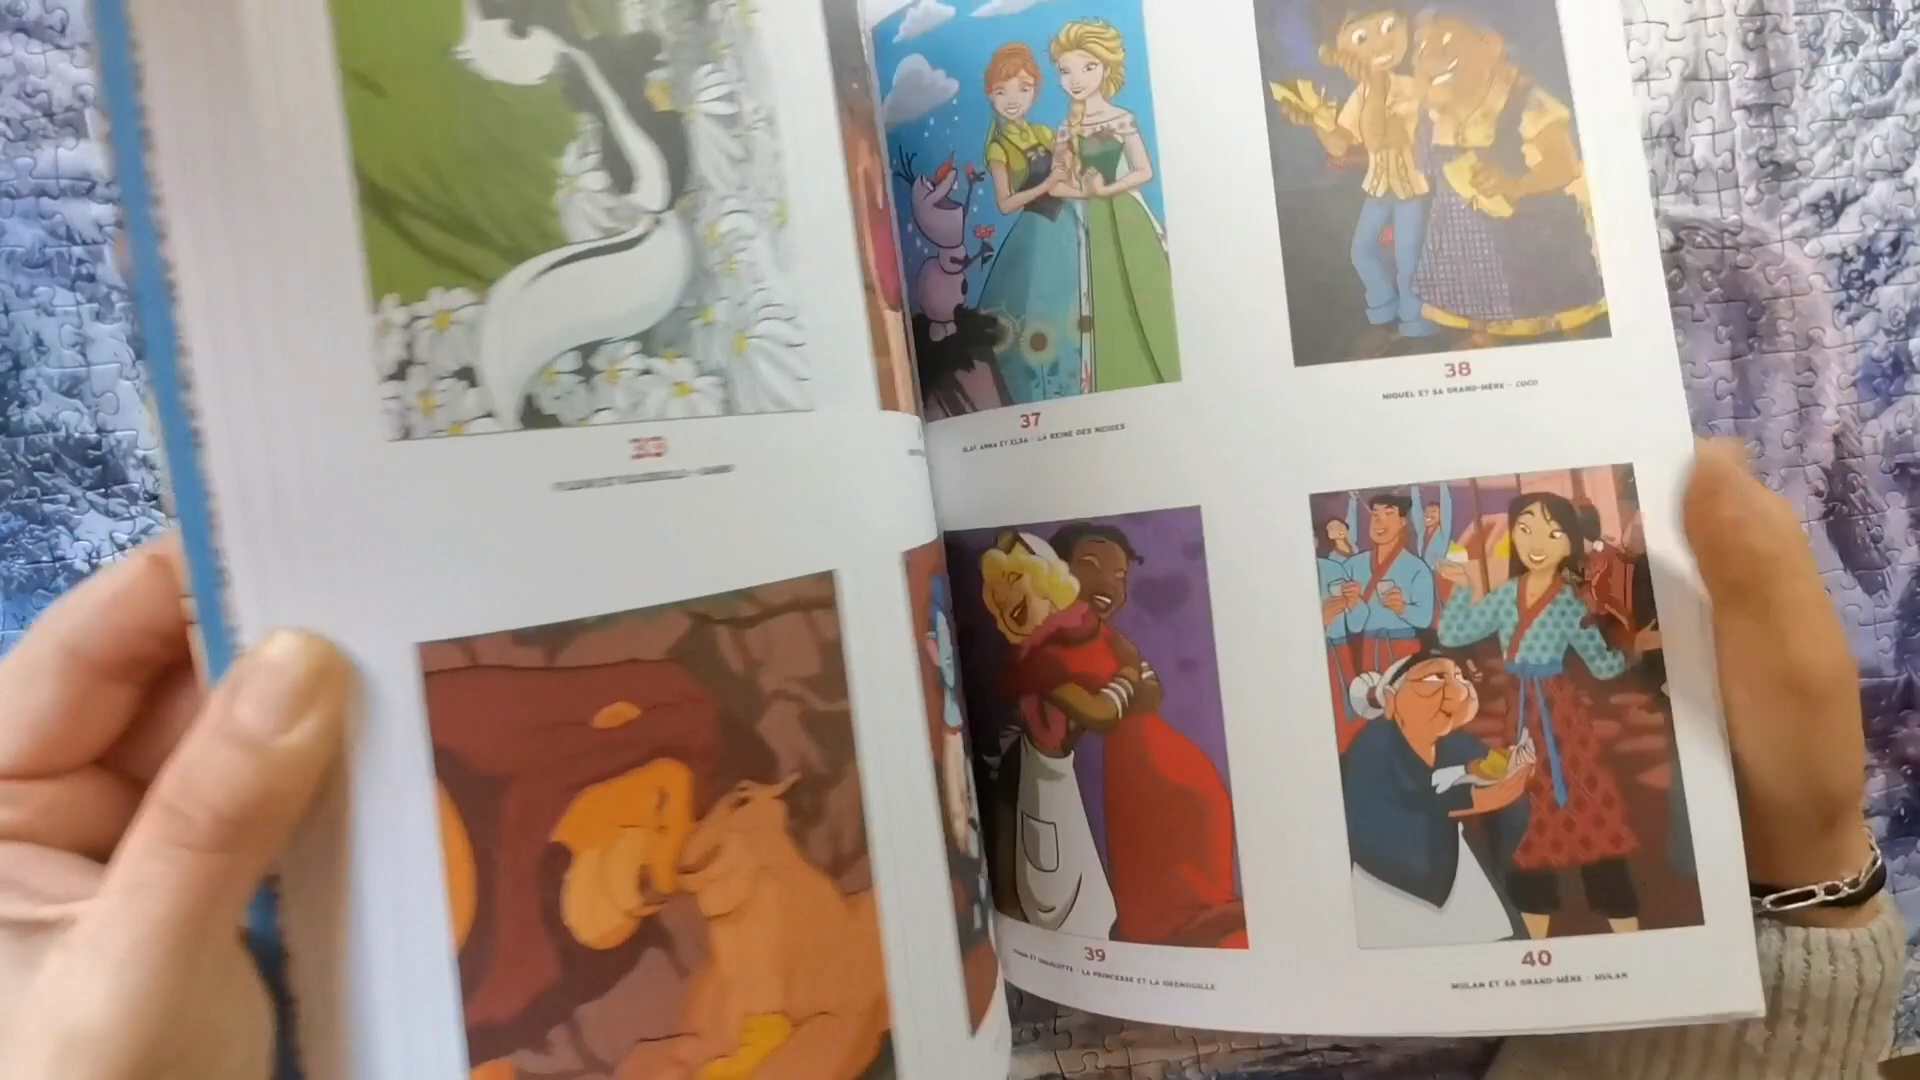 33
37
OLAF, ANNA ET ELSA - LA REINE DES NEIGES
38
MIGUEL ET SA GRAND-MÈRE - COCO
39
ET CHARLOTTE - LA PRINCESSE ET LA GRENOUILLE
40
MULAN ET SA GRAND-MÈRE - MULAN